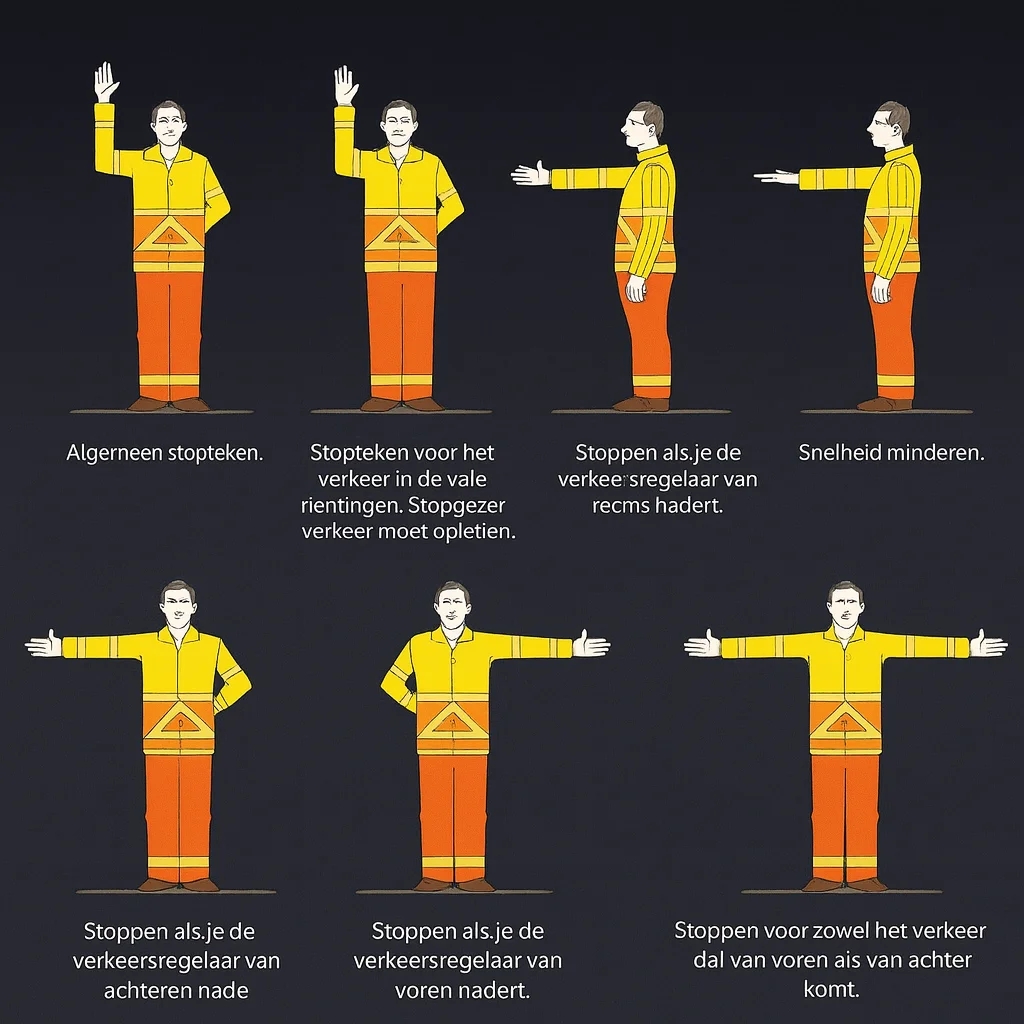 Algerneen stopteken.
Stopteken voor het
verkeer in de vale
rientingen. Stopgezer
verkeer moet opletien.
Stoppen als.je de
verkee:sregelaar van
recms hadert.
Snelheid minderen.
Stoppen als.je de
verkeersregelaar van
achteren nade
Stoppen als.je de
verkeersregelaar van
voren nadert.
Stoppen voor zowel het verkeer
dal van voren ais van achter
komt.